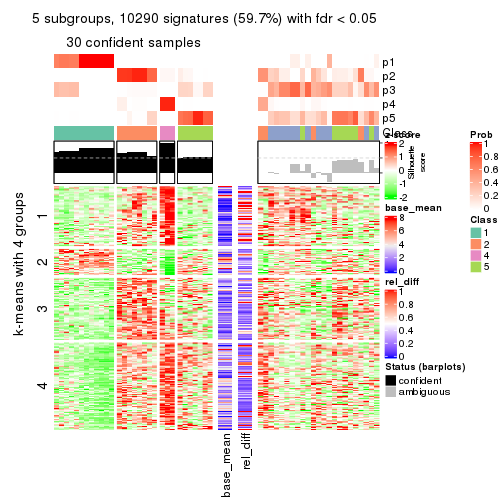 5 subgroups, 10290 signatures (59.7%) with fdr < 0.05
30 confident samples
p1
p2
p3
p4
p5
Class
1
2
3
4
k-means with 4 groups
base_mean
rel_diff
z-score
2
1
0
-1
-2
Silhouette
score
base_mean
8
6
4
2
0
rel_diff
1
0.8
0.6
0.4
0.2
0
Status (barplots)
confident
ambiguous
Prob
1
0.8
0.6
0.4
0.2
0
Class
1
2
4
5